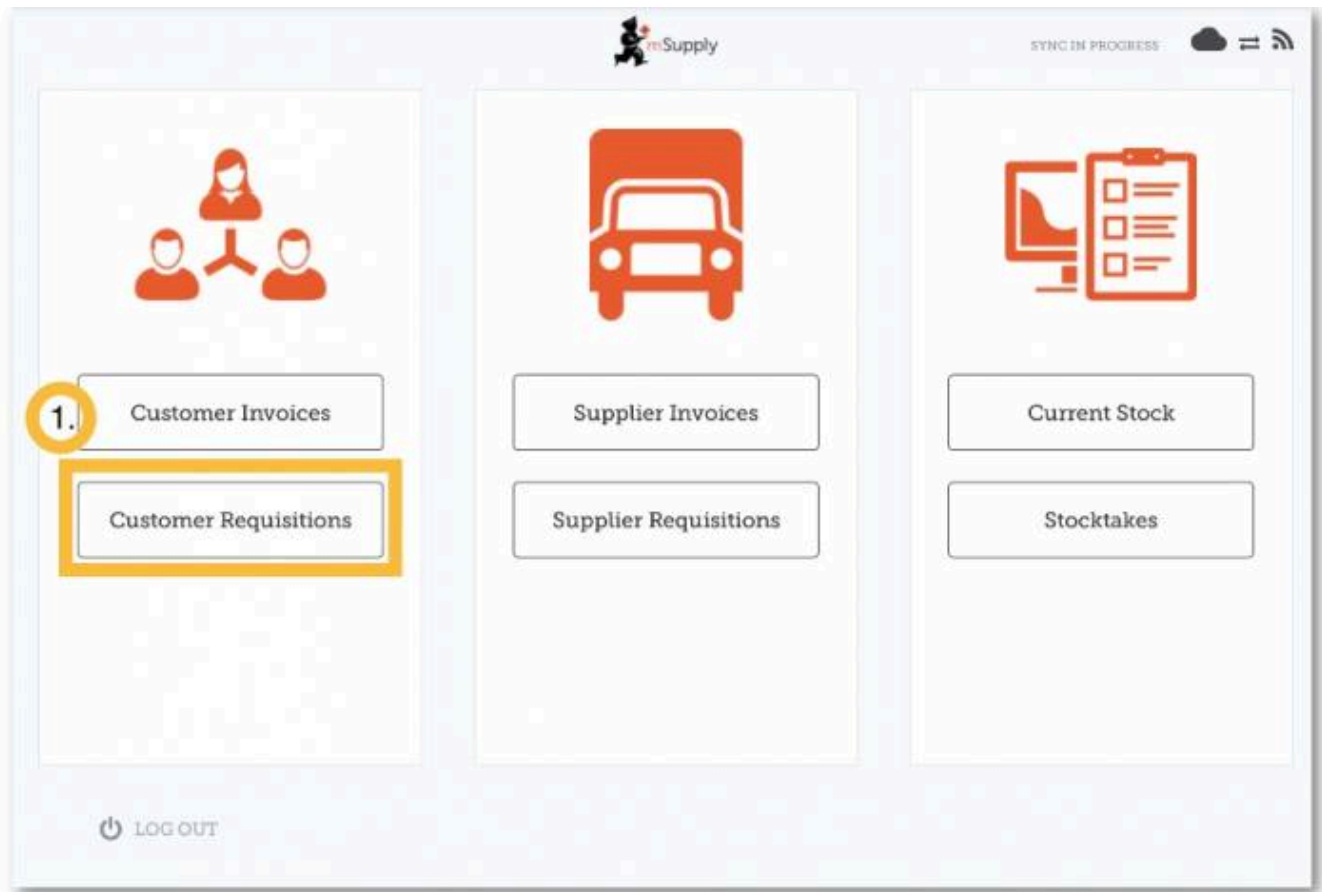 mSupply
SYNC IN PROGRESS
1.
Customer Invoices
Customer Requisitions
Supplier Invoices
Supplier Requisitions
Current Stock
Stocktakes
LOG OUT